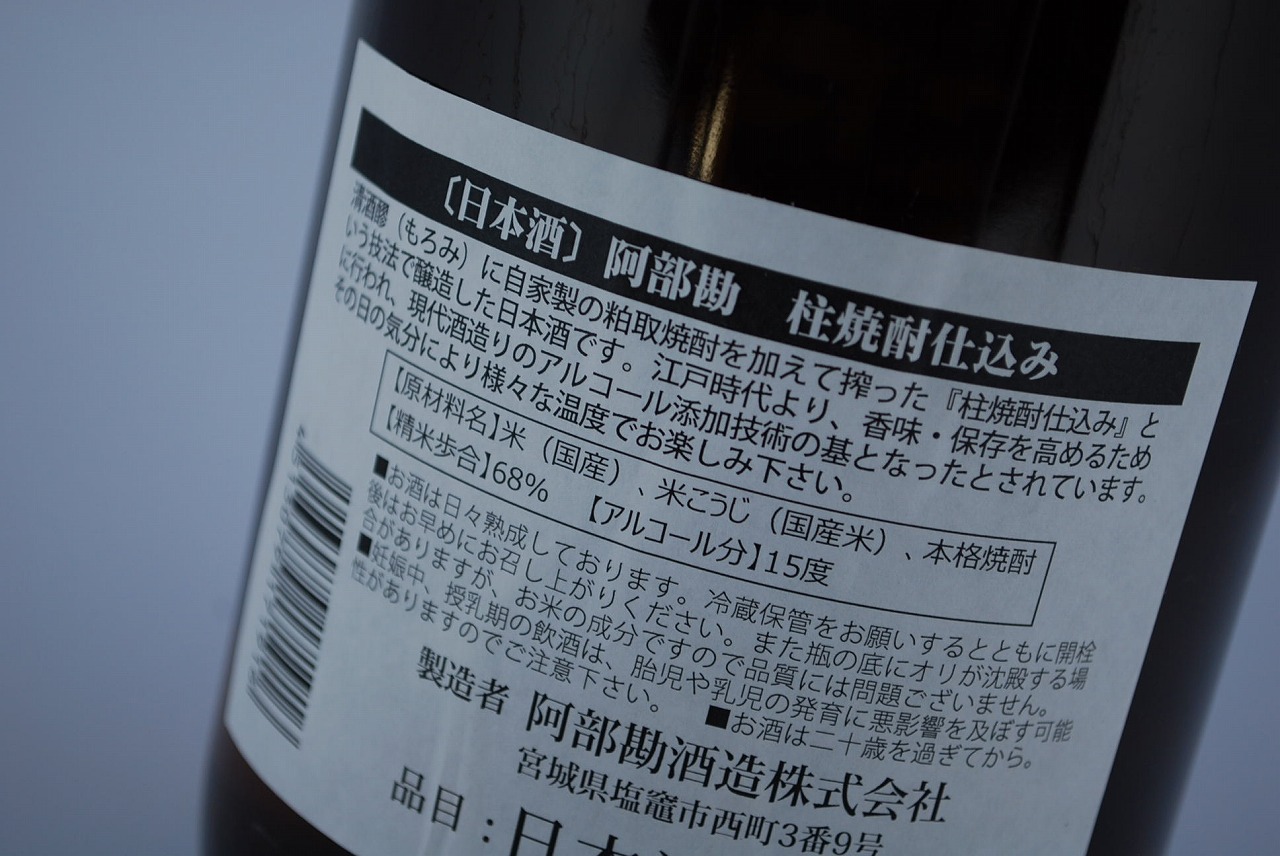 〔日本酒〕阿部勘　柱焼酎仕込み
清酒醪（もろみ）に自家製の粕取焼酎を加えて搾った『柱焼酎仕込み』と
いう技法で醸造した日本酒です。江戸時代より、香味・保存を高めるため
に行われ、現代酒造りのアルコール添加技術の基となったとされています。
その日の気分により様々な温度でお楽しみ下さい。
【原材料名】米（国産）、米こうじ（国産米）、本格焼酎
【精米歩合】68%　【アルコール分】15度
■お酒は日々熟成しております。冷蔵保管をお願いするとともに開栓
後はお早めにお召し上がりください。また瓶の底にオリが沈殿する場
合がありますが、お米の成分ですので品質には問題ございません。
■妊娠中、授乳期の飲酒は、胎児や乳児の発育に悪影響を及ぼす可能
性がありますのでご注意下さい。　■お酒は二十歳を過ぎてから。
製造者 阿部勘酒造株式会社
宮城県塩竈市西町3番9号
品目：日本